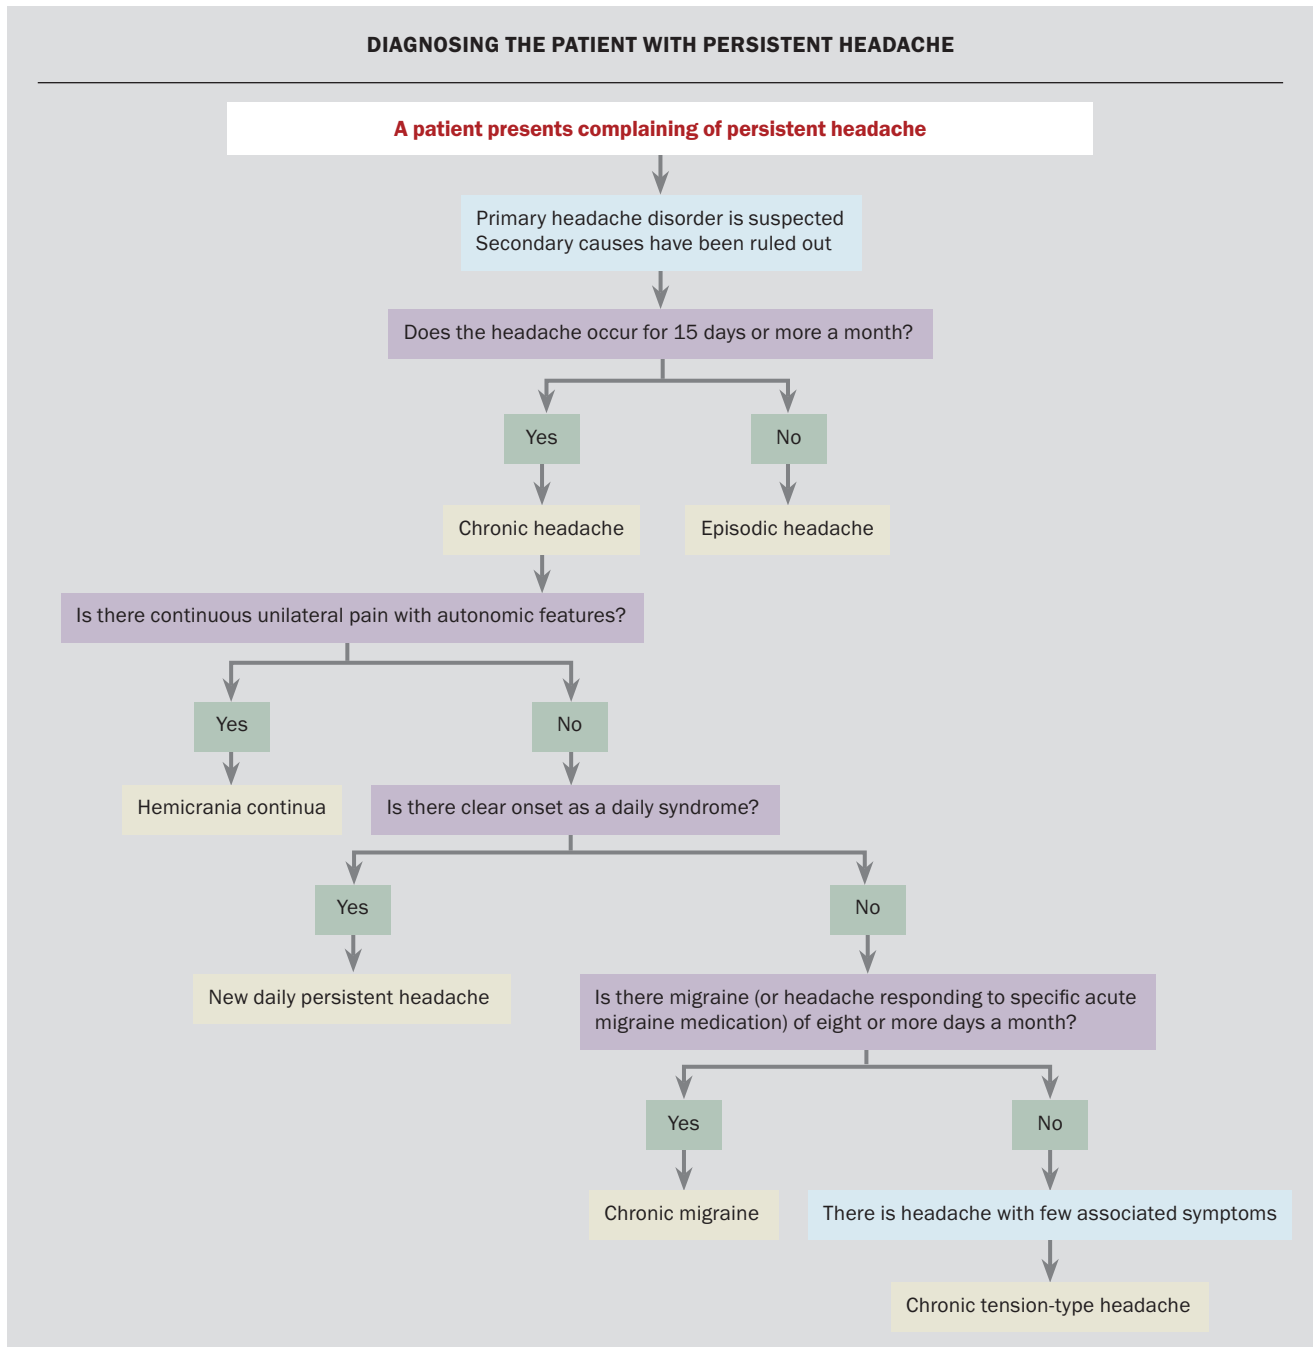 DIAGNOSING THE PATIENT WITH PERSISTENT HEADACHE
A patient presents complaining of persistent headache
Primary headache disorder is suspected
Secondary causes have been ruled out
Does the headache occur for 15 days or more a month?
Yes
No
Chronic headache
Episodic headache
Is there continuous unilateral pain with autonomic features?
Yes
No
Hemicrania continua
Is there clear onset as a daily syndrome?
Yes
No
New daily persistent headache
Is there migraine (or headache responding to specific acute
migraine medication) of eight or more days a month?
Yes
No
Chronic migraine
There is headache with few associated symptoms
Chronic tension-type headache